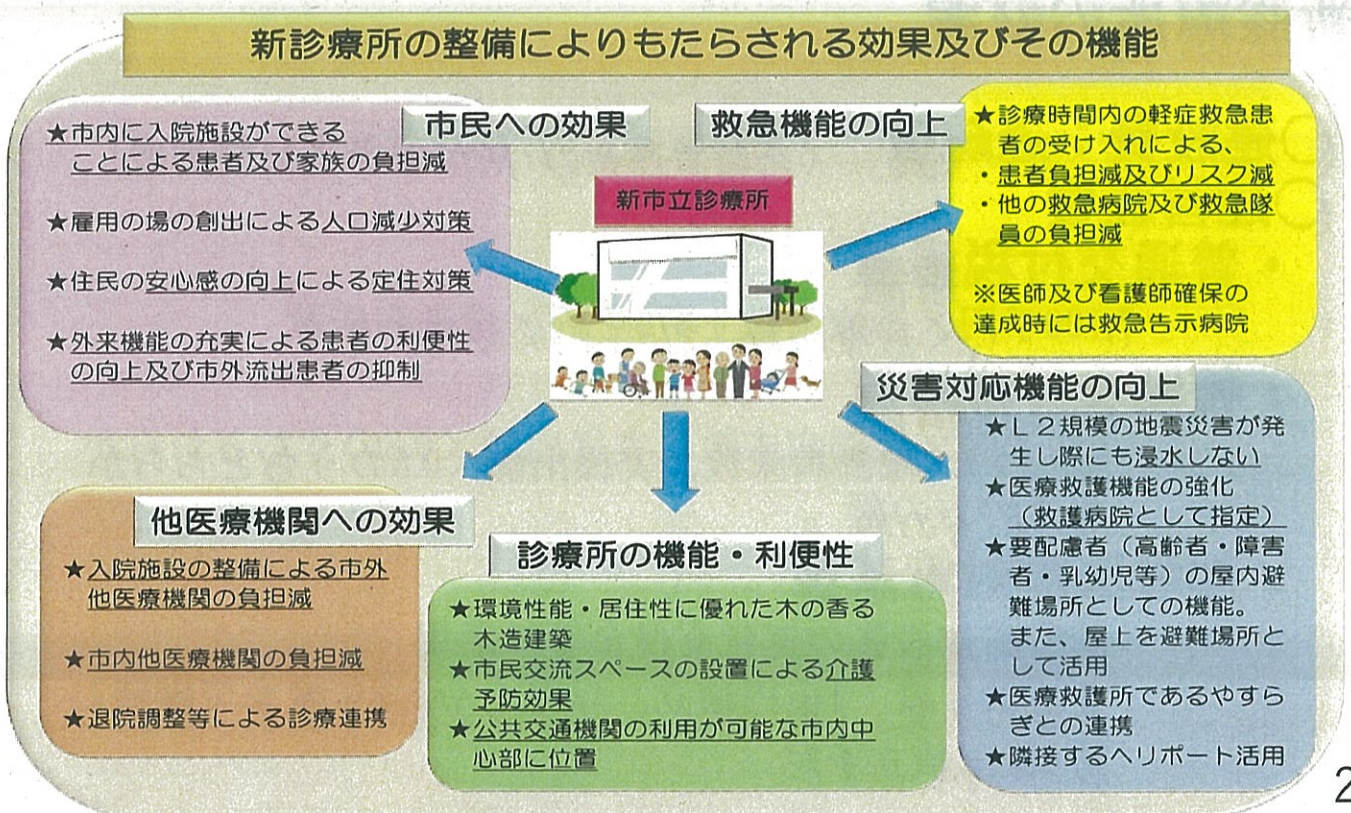 新診療所の整備によりもたらされる効果及びその機能
市民への効果
★市内に入院施設ができる
ことによる患者及び家族の負担減
★雇用の場の創出による人口減少対策
★住民の安心感の向上による定住対策
★外来機能の充実による患者の利便性
の向上及び市外流出患者の抑制
救急機能の向上
★診療時間内の軽症救急患
者の受け入れによる、
・患者負担減及びリスク減
・他の救急病院及び救急隊
員の負担減
※医師及び看護師確保の
達成時には救急告示病院
新市立診療所
他医療機関への効果
★入院施設の整備による市外
他医療機関の負担減
★市内他医療機関の負担減
★退院調整等による診療連携
診療所の機能・利便性
★環境性能・居住性に優れた木の香る
木造建築
★市民交流スペースの設置による介護
予防効果
★公共交通機関の利用が可能な市内中
心部に位置
災害対応機能の向上
★L2規模の地震災害が発
生し際にも浸水しない
★医療救護機能の強化
(救護病院として指定)
★要配慮者(高齢者・障害
者・乳幼児等)の屋内避
難場所としての機能。
また、屋上を避難場所と
して活用
★医療救護所であるやすら
ぎとの連携
★隣接するヘリポート活用
2